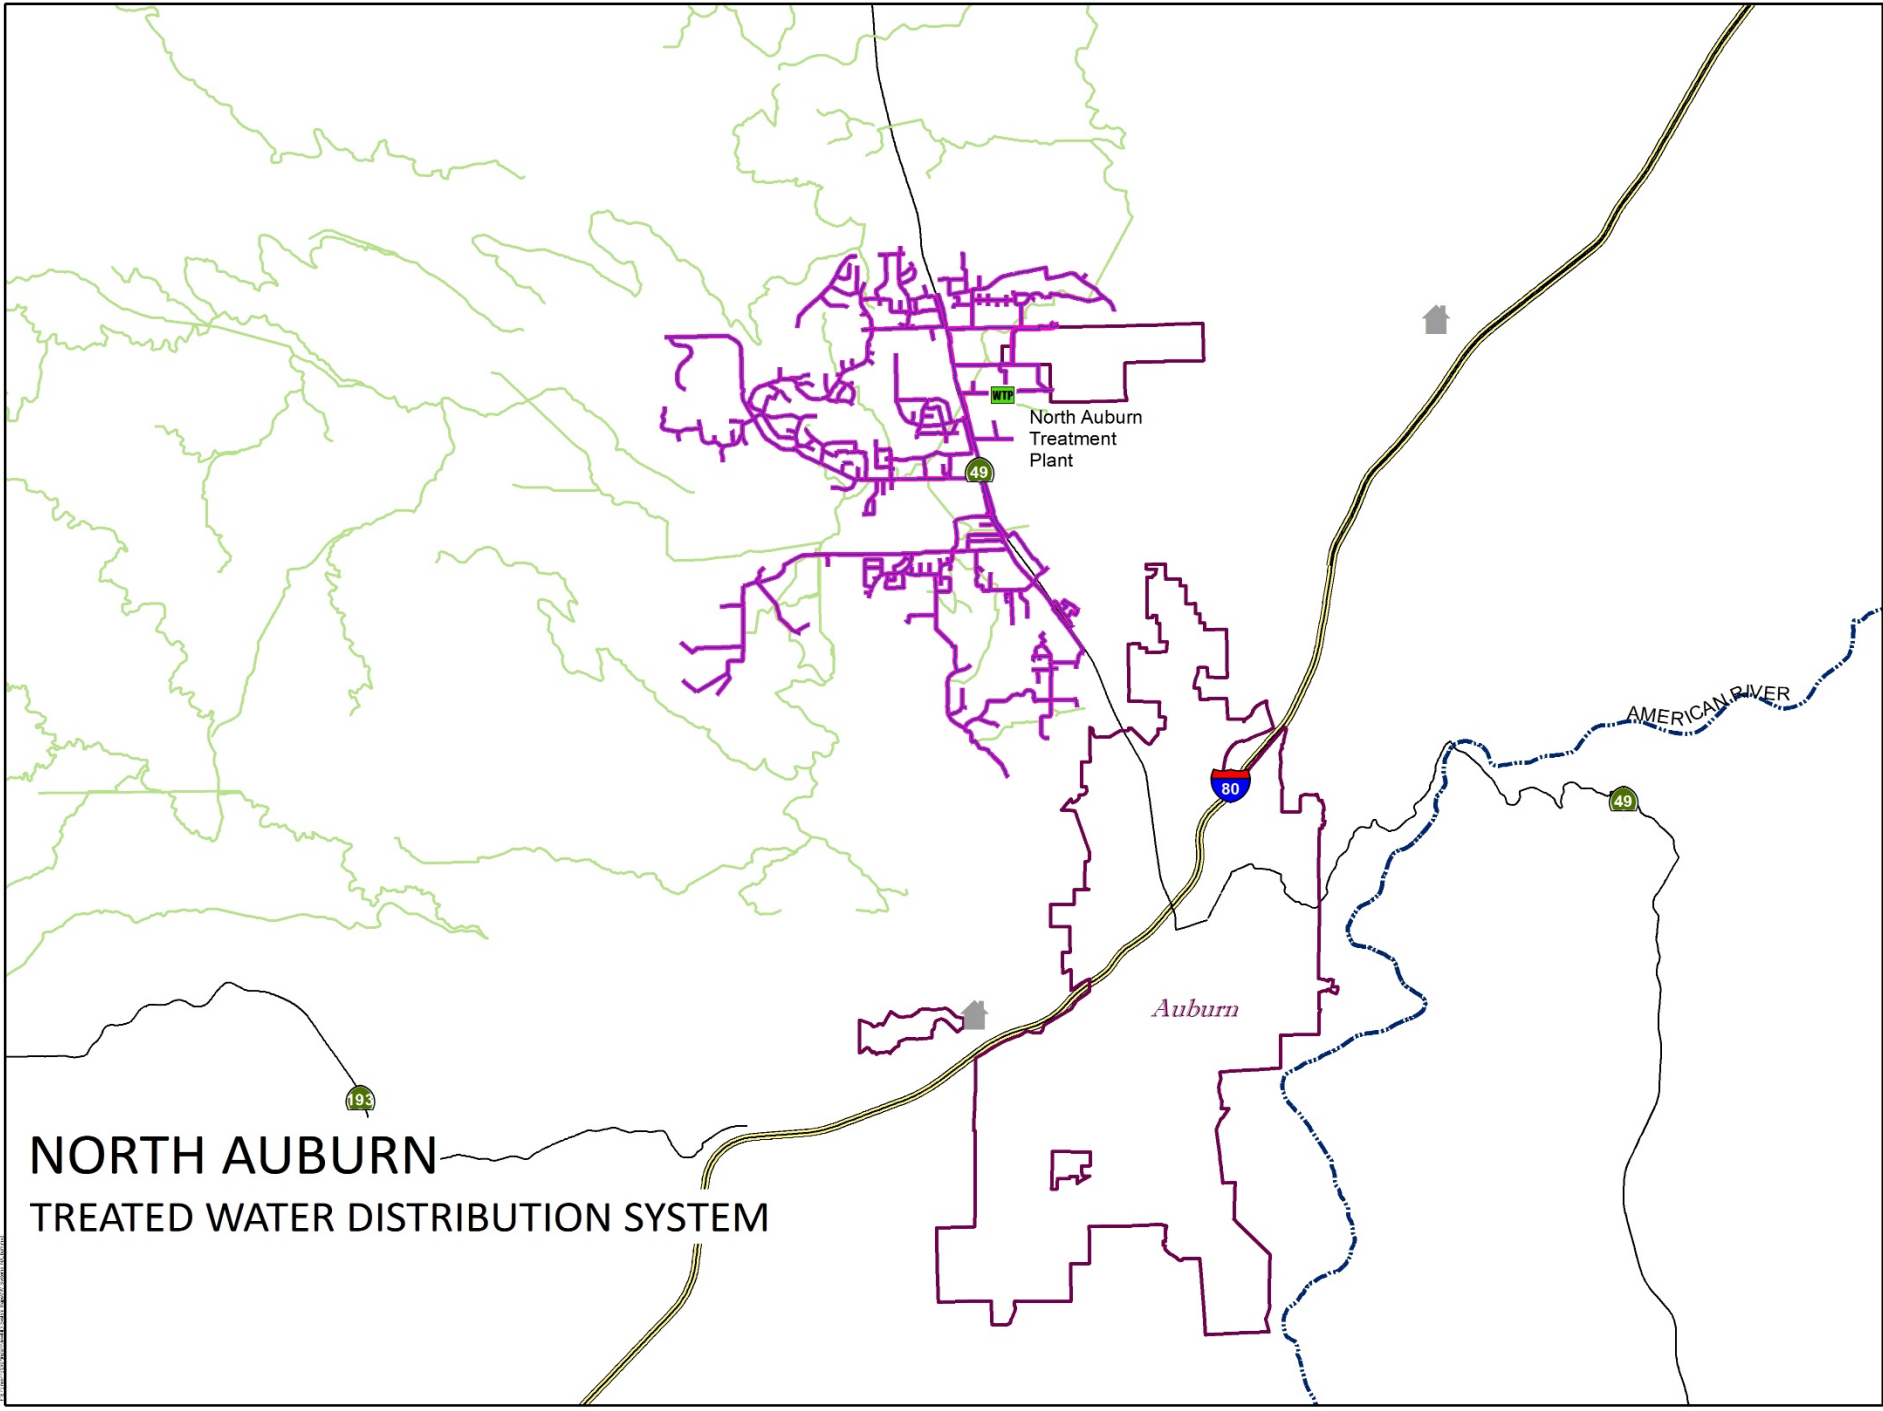 WTP
North Auburn
Treatment
Plant
49
AMERICAN RIVER
80
49
Auburn
193
NORTH AUBURN
TREATED WATER DISTRIBUTION SYSTEM